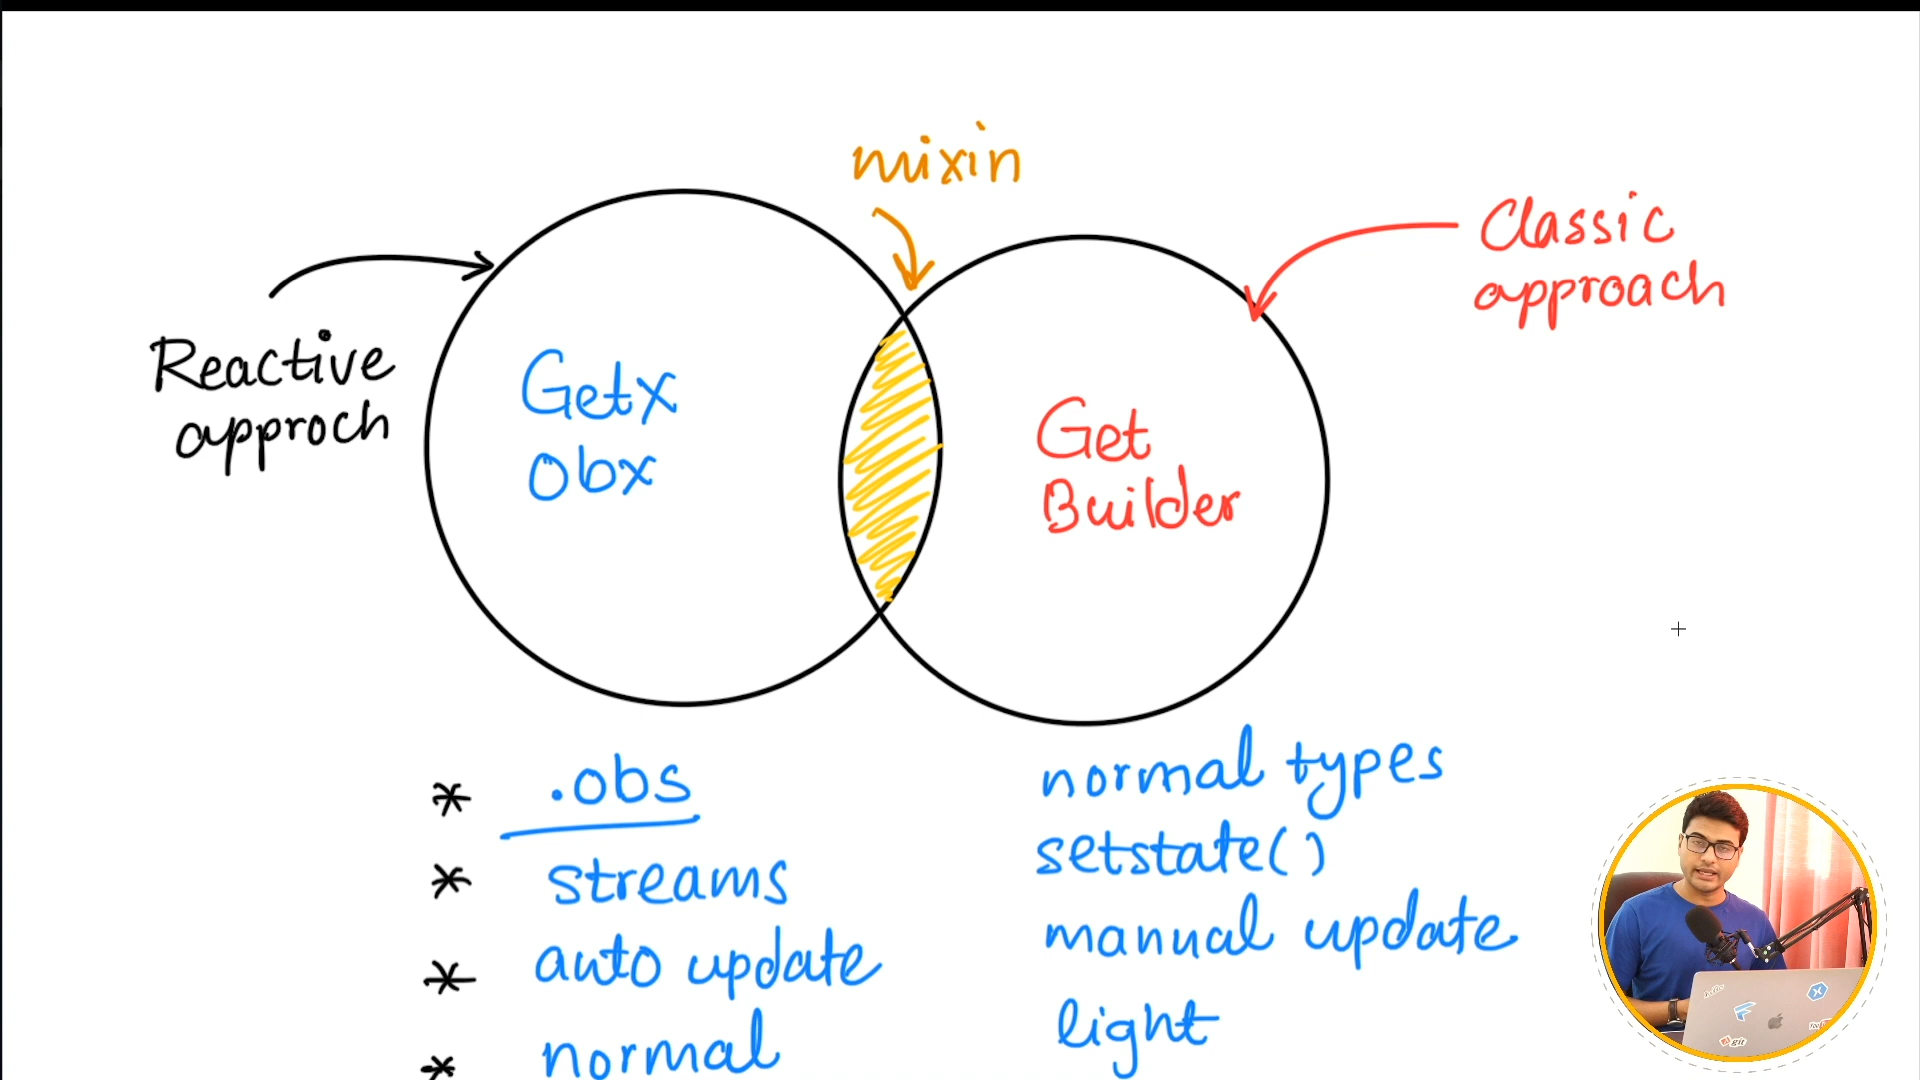 mixin
Classic
approach
Reactive
approch
Getx
Obx
Get
Builder
* .obs
normal types
* streams
setstate()
* auto update
manual update
* normal
light
git